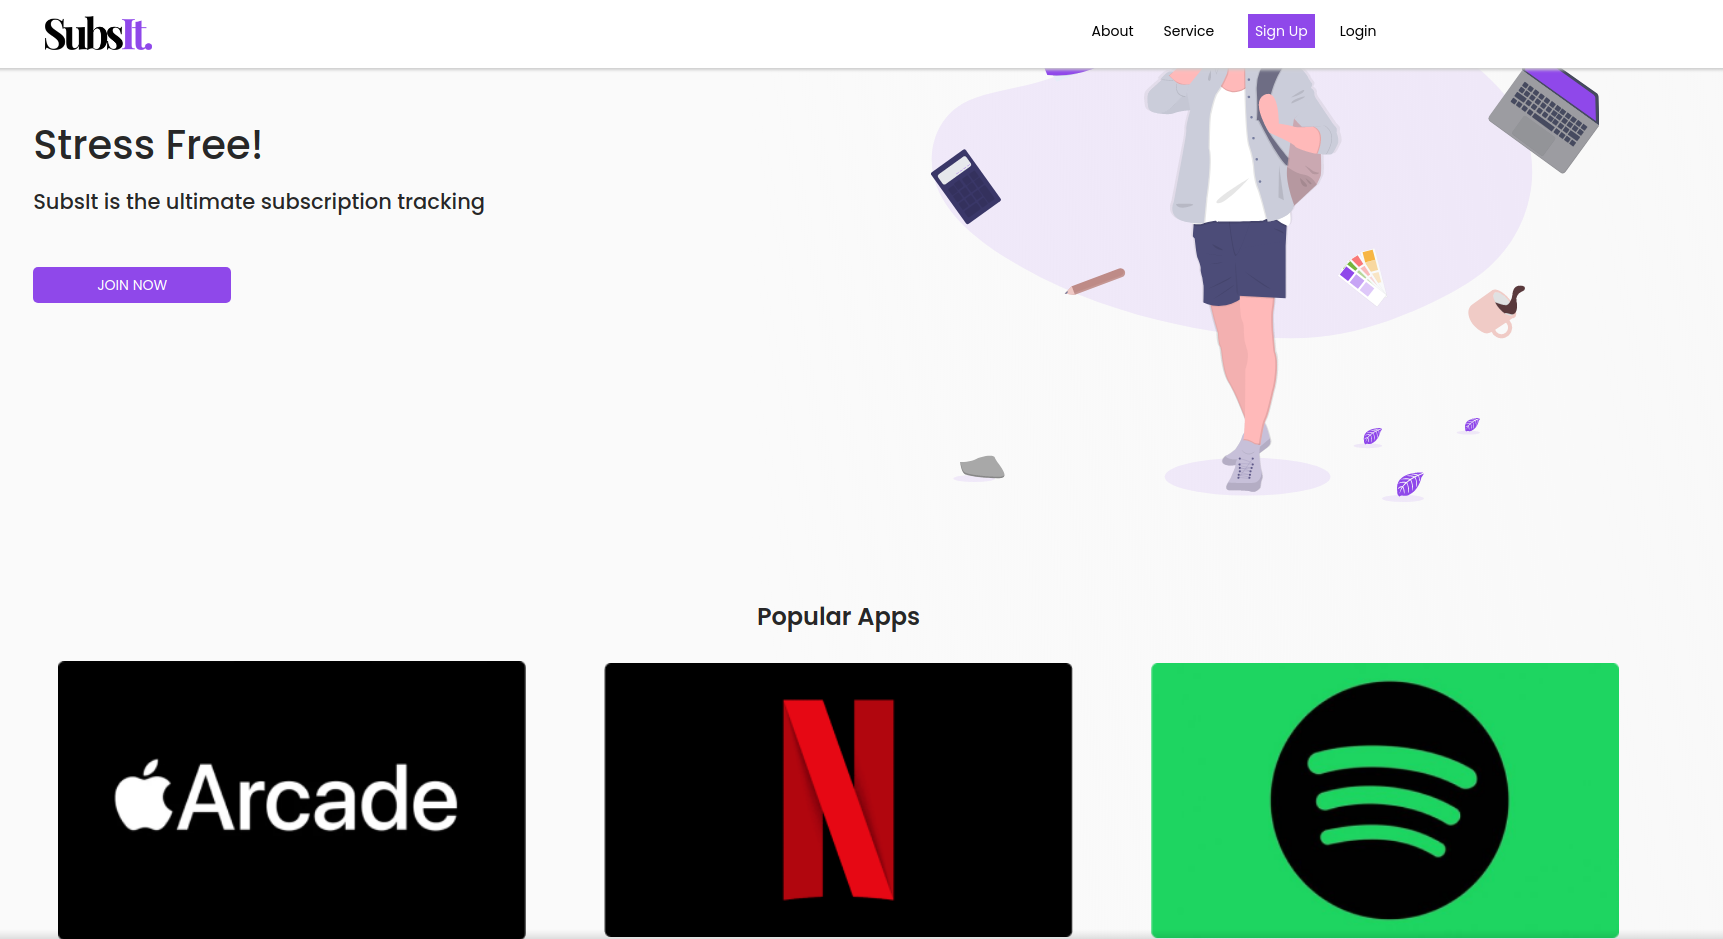 SubsIt.
About Service Sign Up Login
Stress Free!
SubsIt is the ultimate subscription tracking
JOIN NOW
Popular Apps
Arcade
N